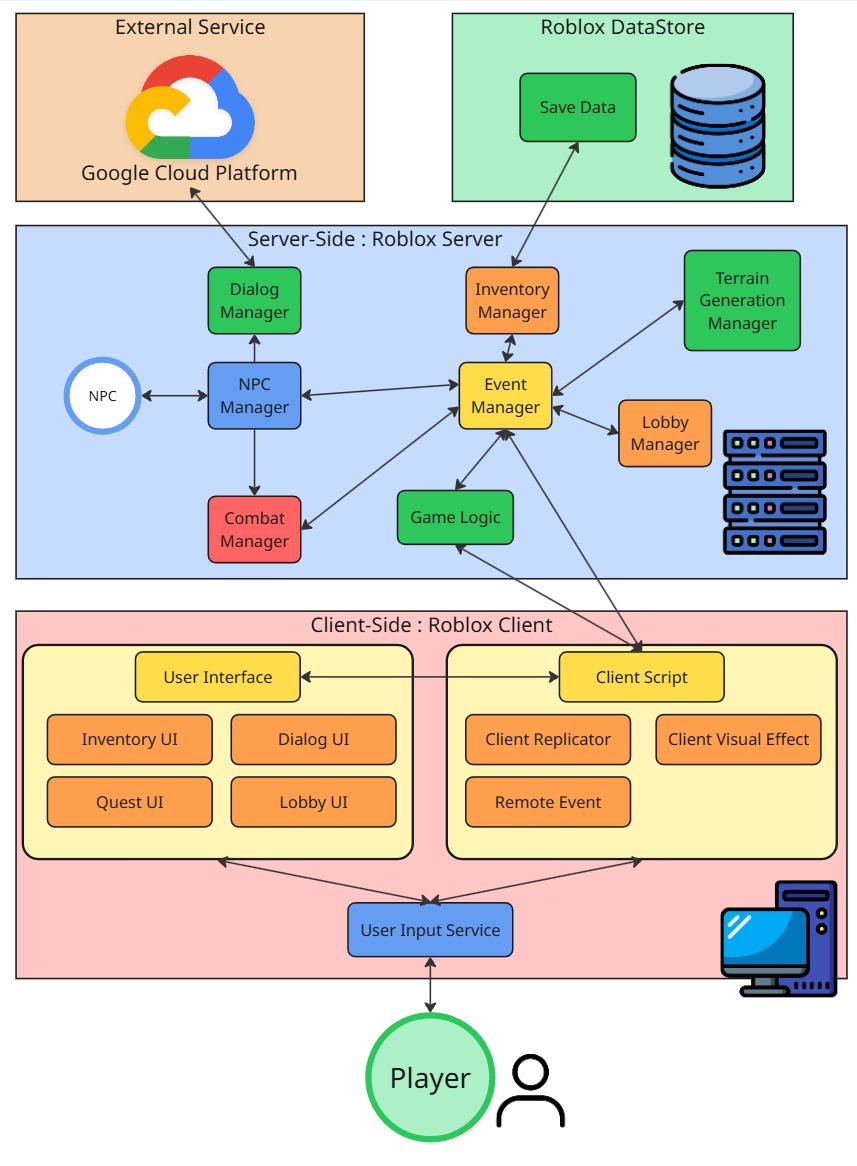 External Service
Google Cloud Platform
Roblox DataStore
Save Data
Server-Side : Roblox Server
Dialog
Manager
Inventory
Manager
Terrain
Generation
Manager
NPC
NPC
Manager
Event
Manager
Lobby
Manager
Combat
Manager
Game Logic
Client-Side : Roblox Client
User Interface
Inventory UI
Dialog UI
Quest UI
Lobby UI
Client Script
Client Replicator
Client Visual Effect
Remote Event
User Input Service
Player